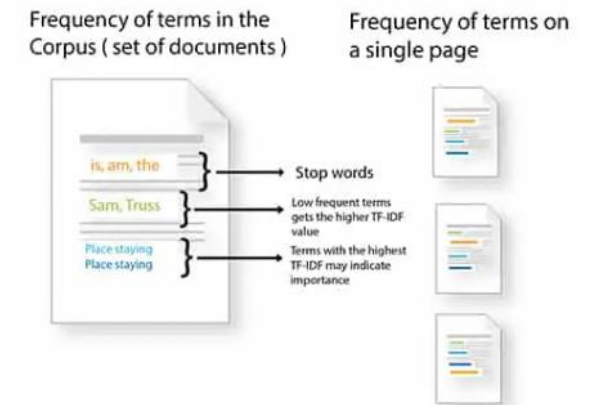 Frequency of terms in the
Corpus ( set of documents )
Frequency of terms on
a single page
is, am, the
Stop words
Sam, Truss
Low frequent terms
gets the higher TF-IDF
value
Place staying
Place staying
Terms with the highest
TF-IDF may indicate
importance